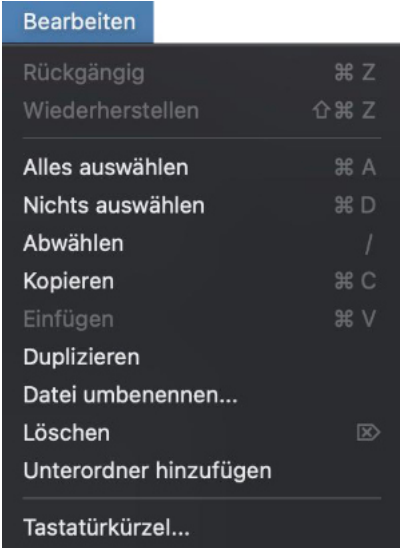 Bearbeiten
Rückgängig ⌘ Z
Wiederherstellen ⇧⌘ Z
Alles auswählen ⌘ A
Nichts auswählen ⌘ D
Abwählen /
Kopieren ⌘ C
Einfügen ⌘ V
Duplizieren
Datei umbenennen...
Löschen ⌦
Unterordner hinzufügen
Tastatürkürzel...